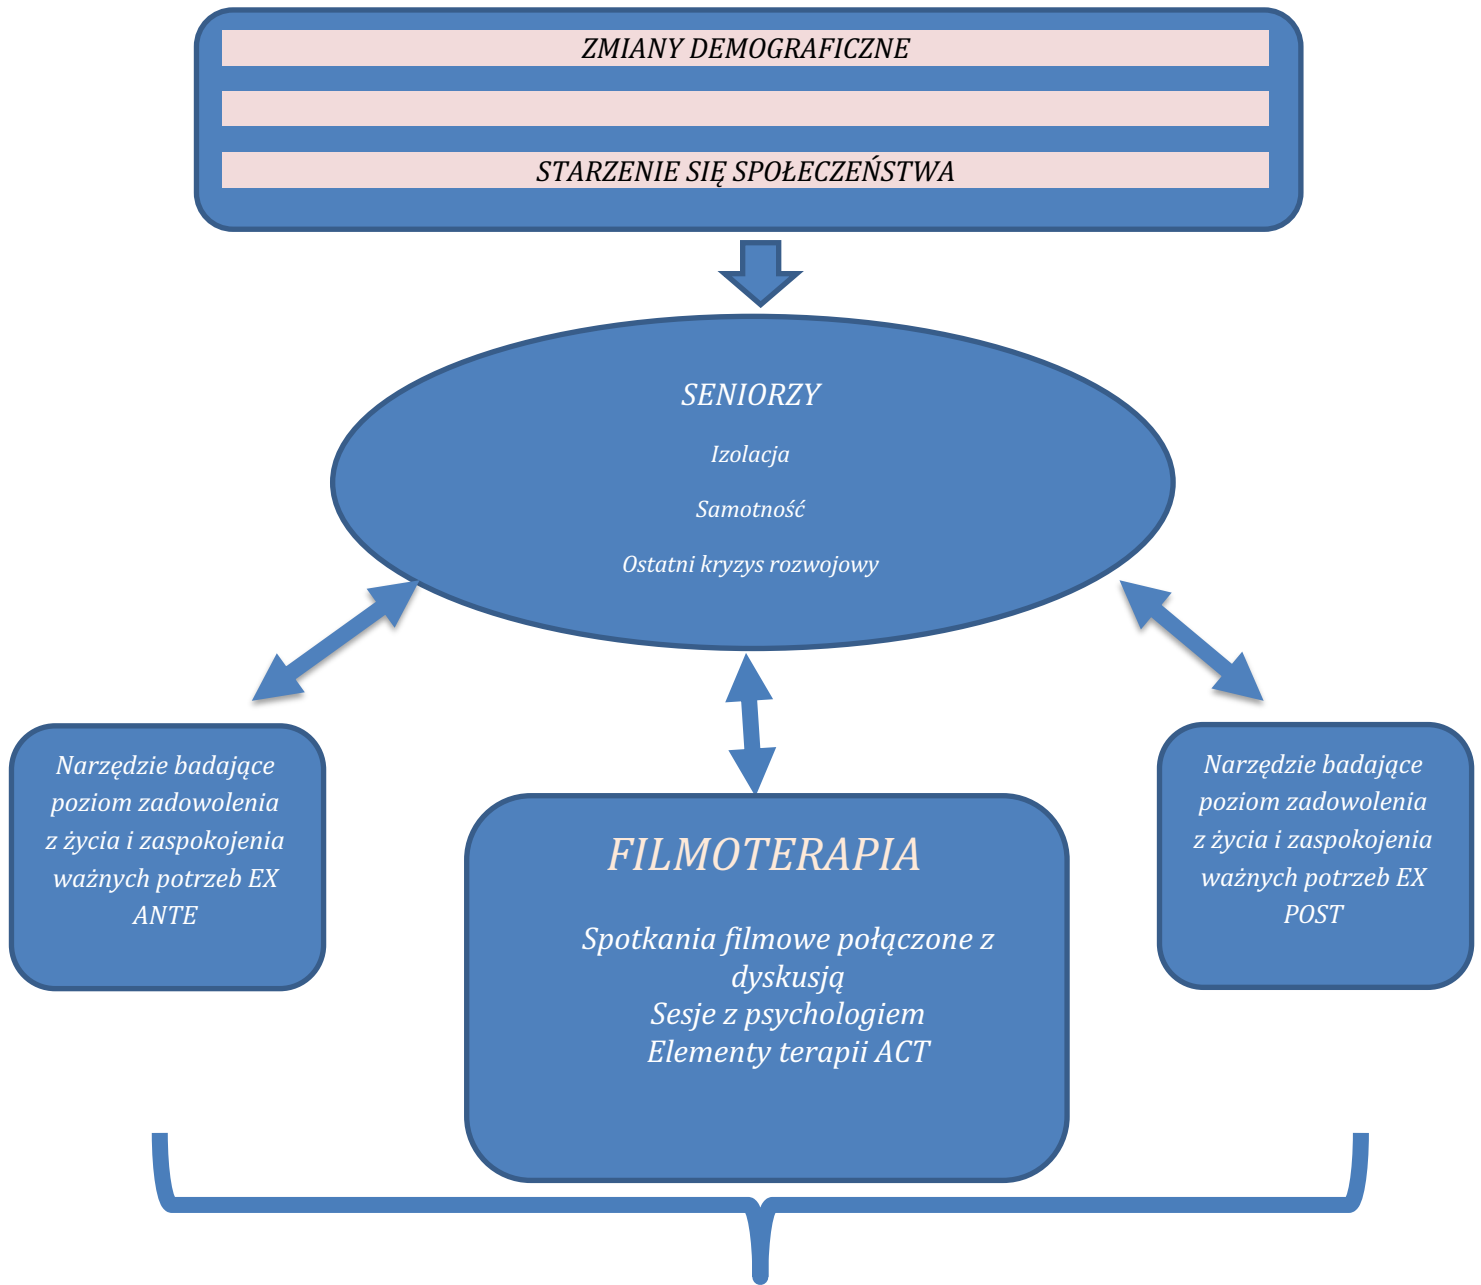 ZMIANY DEMOGRAFICZNE
STARZENIE SIĘ SPOŁECZEŃSTWA
SENIORZY
Izolacja
Samotność
Ostatni kryzys rozwojowy
Narzędzie badające
poziom zadowolenia
z życia i zaspokojenia
ważnych potrzeb EX
ANTE
FILMOTERAPIA
Spotkania filmowe połączone z
dyskusją
Sesje z psychologiem
Elementy terapii ACT
Narzędzie badające
poziom zadowolenia
z życia i zaspokojenia
ważnych potrzeb EX
POST